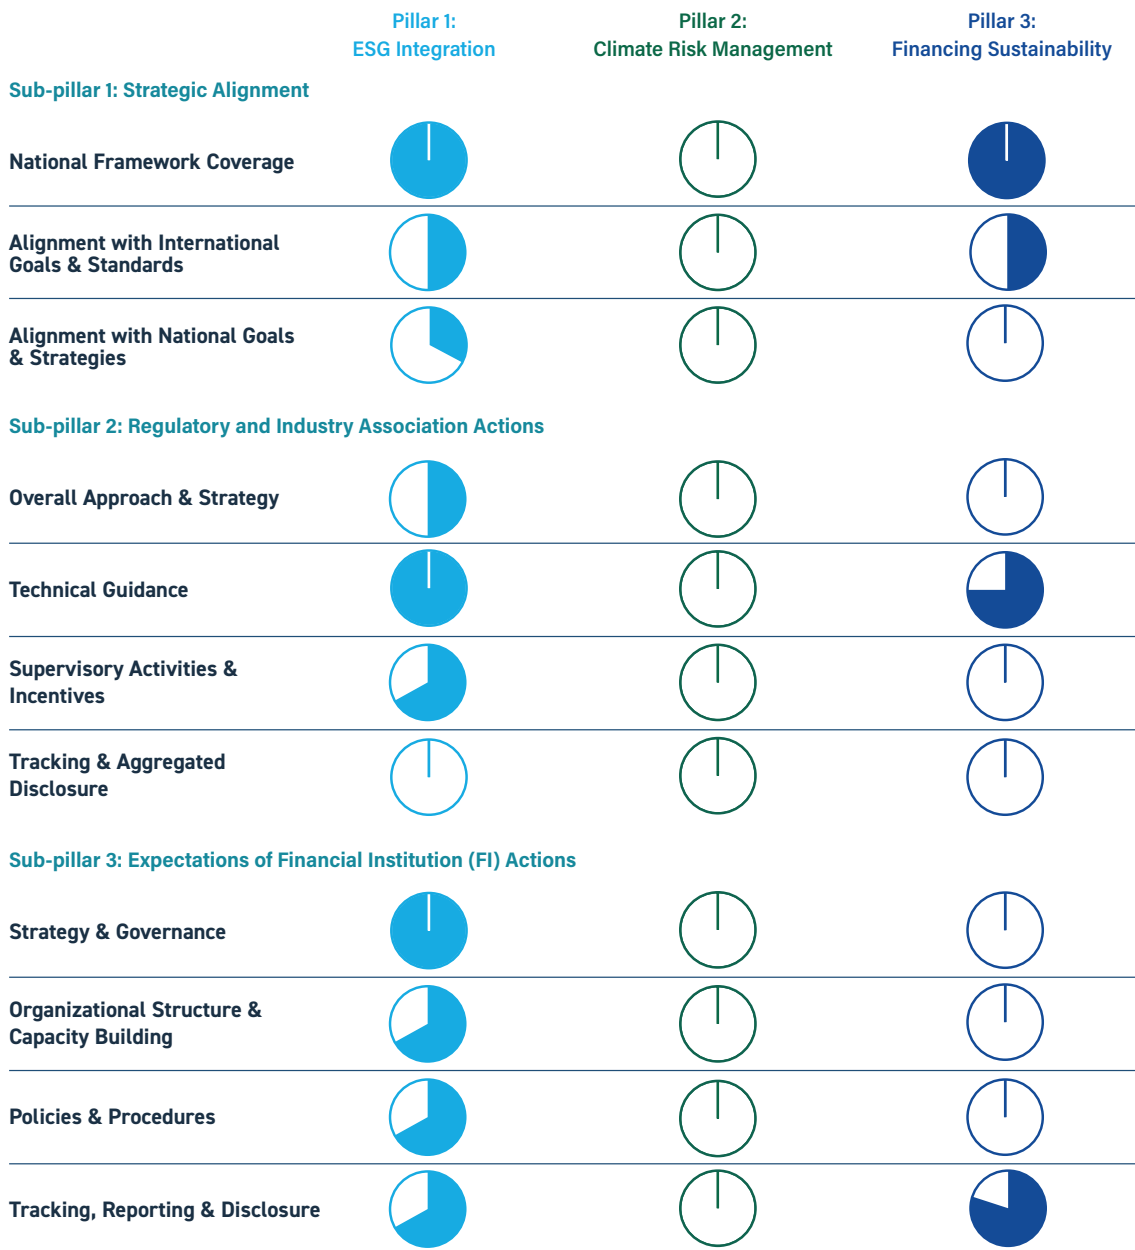 Pillar 1:
ESG Integration
Pillar 2:
Climate Risk Management
Pillar 3:
Financing Sustainability
Sub-pillar 1: Strategic Alignment
National Framework Coverage
Alignment with International
Goals & Standards
Alignment with National Goals
& Strategies
Sub-pillar 2: Regulatory and Industry Association Actions
Overall Approach & Strategy
Technical Guidance
Supervisory Activities &
Incentives
Tracking & Aggregated
Disclosure
Sub-pillar 3: Expectations of Financial Institution (FI) Actions
Strategy & Governance
Organizational Structure &
Capacity Building
Policies & Procedures
Tracking, Reporting & Disclosure